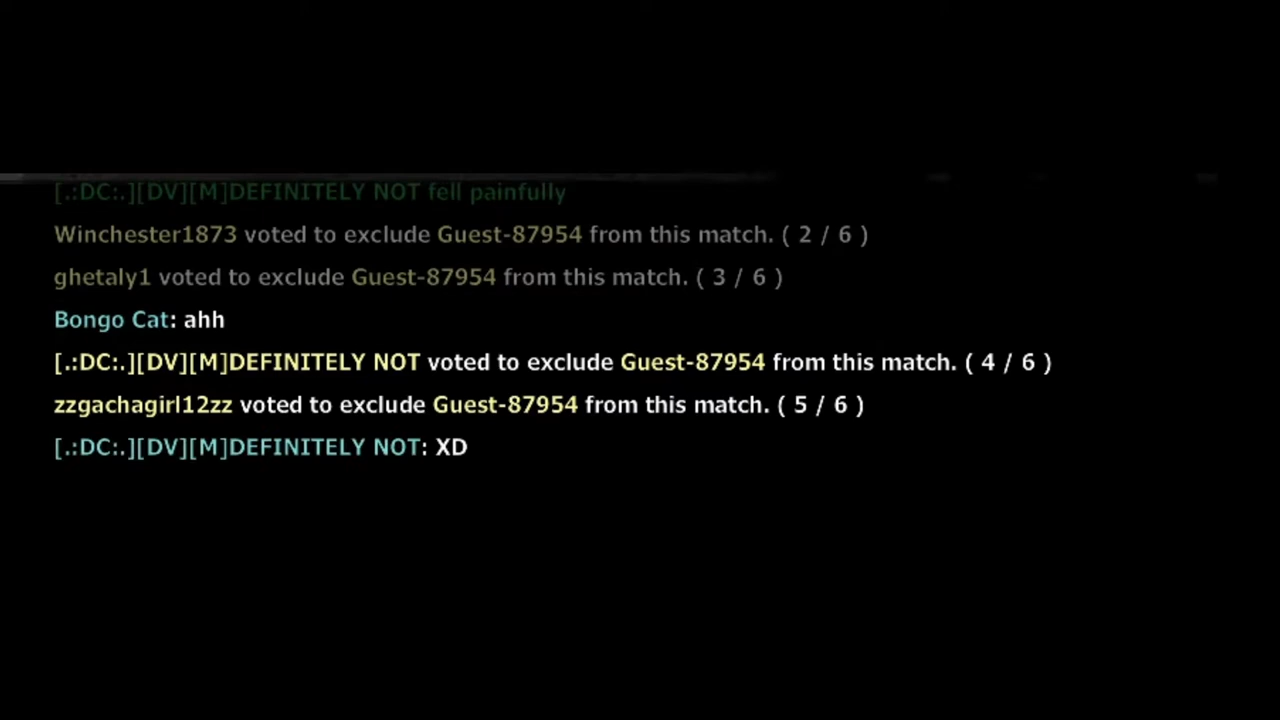 [.:DC:.][DV][M]DEFINITELY NOT fell painfully
Winchester1873 voted to exclude Guest-87954 from this match. ( 2 / 6 )
ghetaly1 voted to exclude Guest-87954 from this match. ( 3 / 6 )
Bongo Cat: ahh
[.:DC:.][DV][M]DEFINITELY NOT voted to exclude Guest-87954 from this match. ( 4 / 6 )
zzgachagirl12zz voted to exclude Guest-87954 from this match. ( 5 / 6 )
[.:DC:.][DV][M]DEFINITELY NOT: XD